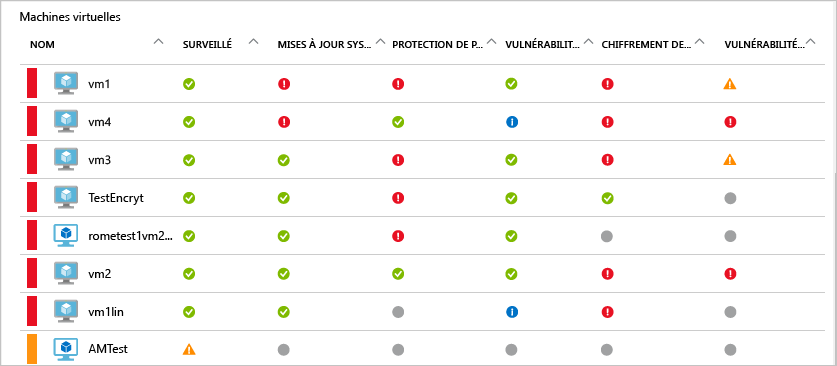 Machines virtuelles
NOM SURVEILLÉ MISES À JOUR SYS... PROTECTION DE P... VULNÉRABILIT... CHIFFREMENT DE... VULNÉRABILITÉ...
vm1
vm4
vm3
TestEncryt
rometest1vm2...
vm2
vm1lin
AMTest